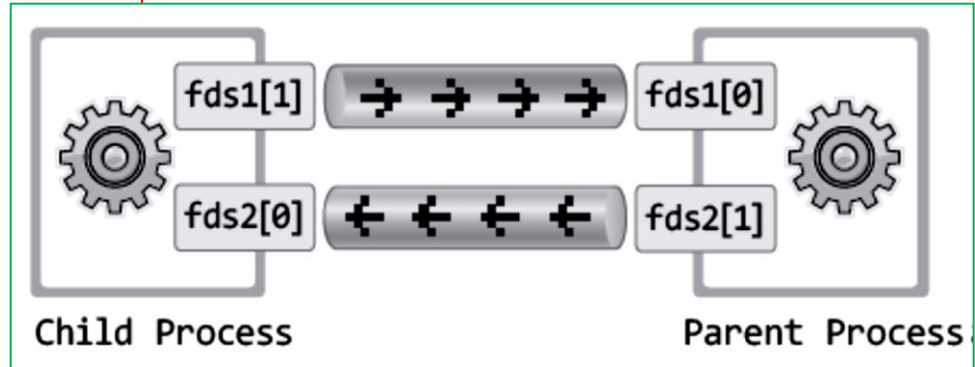 fds1[1] fds1[0]
fds2[0] fds2[1]
Child Process Parent Process